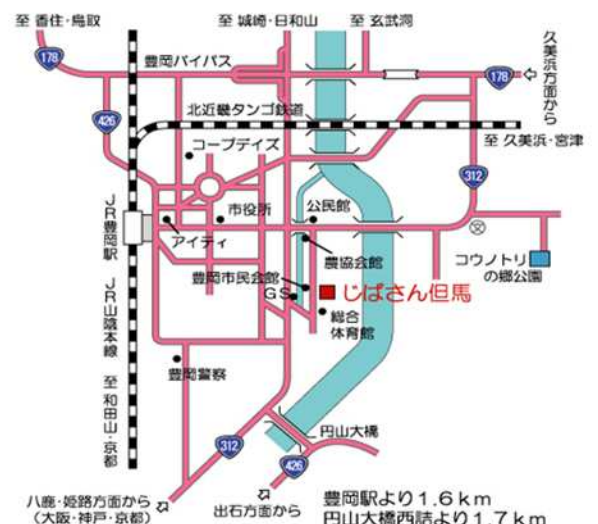 至 香住・鳥取
至 城崎・日和山
至 玄武洞
178
豊岡バイパス
178
久美浜方面から
426
北近畿タンゴ鉄道
至 久美浜・宮津
コープデイズ
312
JR豊岡駅
市役所
公民館
アイティ
農協会館
コウノトリ
の郷公園
豊岡市民会館
GS
じばさん但馬
総合
体育館
JR山陰本線
豊岡警察
至 和田山・京都
312
円山大橋
426
八鹿・姫路方面から
(大阪・神戸・京都)
出石方面から
豊岡駅より1.6km
円山大橋西詰より1.7km